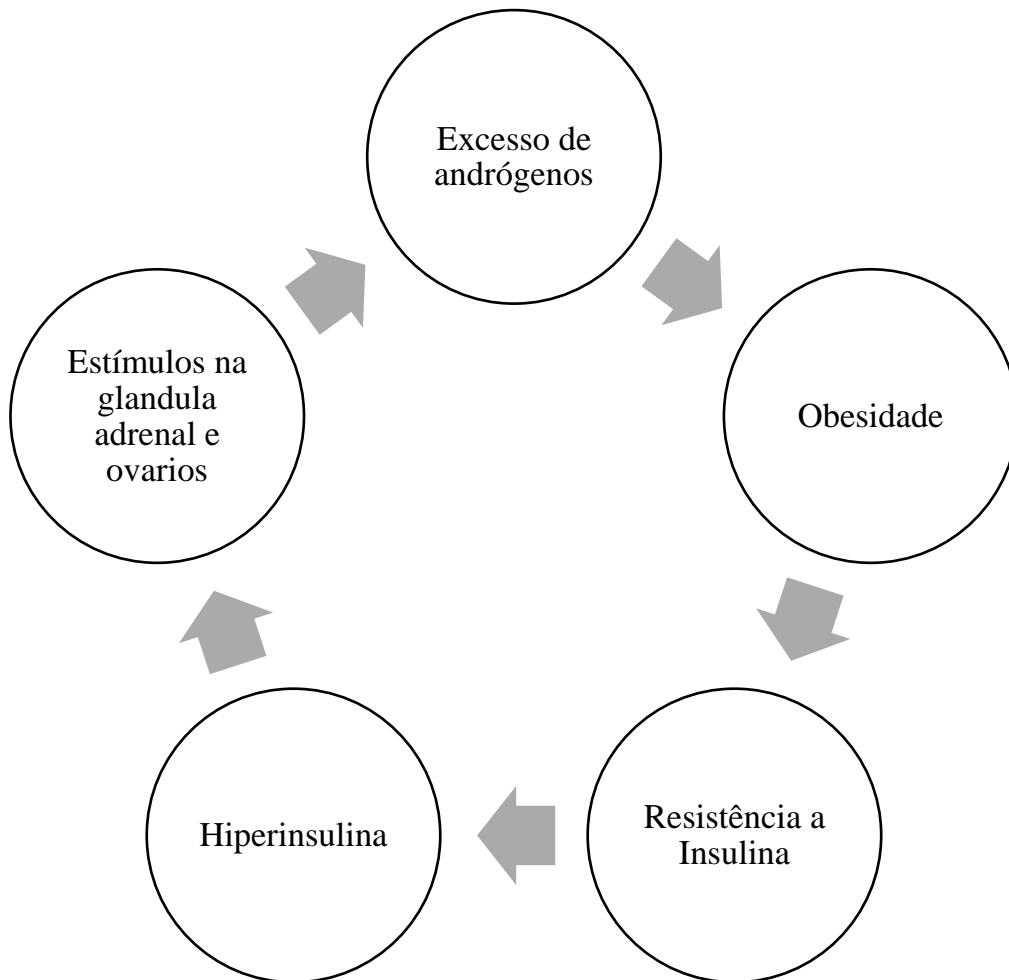 Excesso de
andrógenos
Obesidade
Resistência a
Insulina
Hiperinsulina
Estímulos na
glandula
adrenal e
ovarios